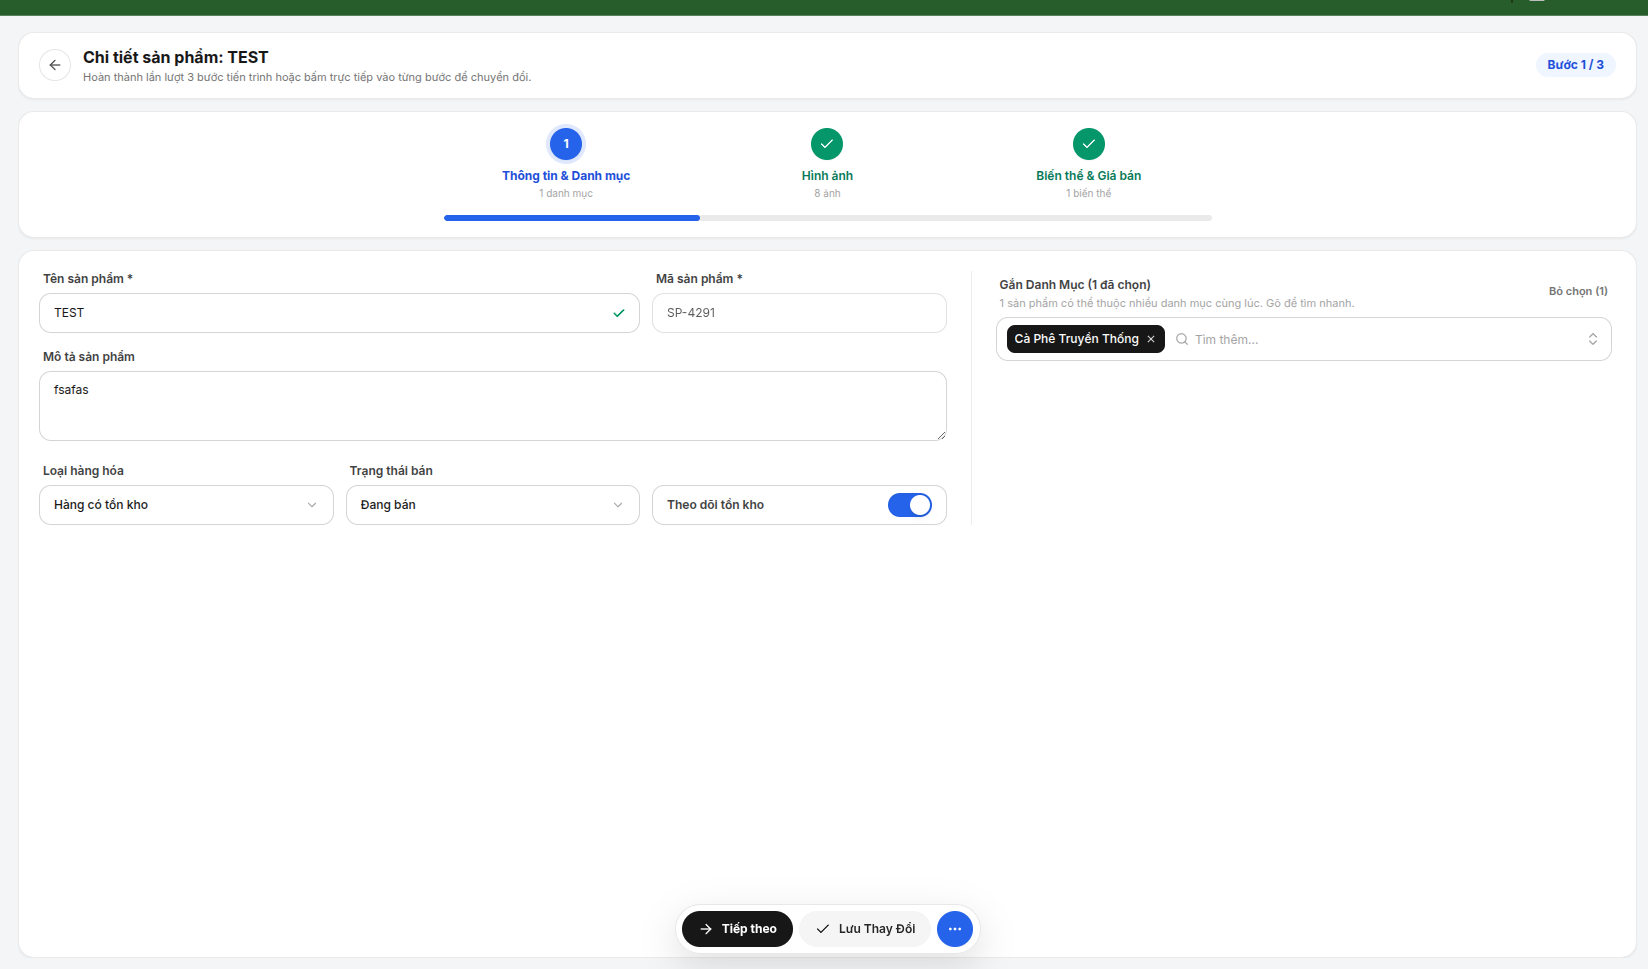 Chi tiết sản phẩm: TEST
Hoàn thành lần lượt 3 bước tiến trình hoặc bấm trực tiếp vào từng bước để chuyển đổi.
Bước 1 / 3
1
Thông tin & Danh mục
1 danh mục
Hình ảnh
8 ảnh
Biến thể & Giá bán
1 biến thể
Tên sản phẩm *
TEST
Mã sản phẩm *
SP-4291
Mô tả sản phẩm
fsafas
Loại hàng hóa
Hàng có tồn kho
Trạng thái bán
Đang bán
Theo dõi tồn kho
Gắn Danh Mục (1 đã chọn)
1 sản phẩm có thể thuộc nhiều danh mục cùng lúc. Gõ để tìm nhanh.
Bỏ chọn (1)
Cà Phê Truyền Thống
Tìm thêm...
Tiếp theo
Lưu Thay Đổi